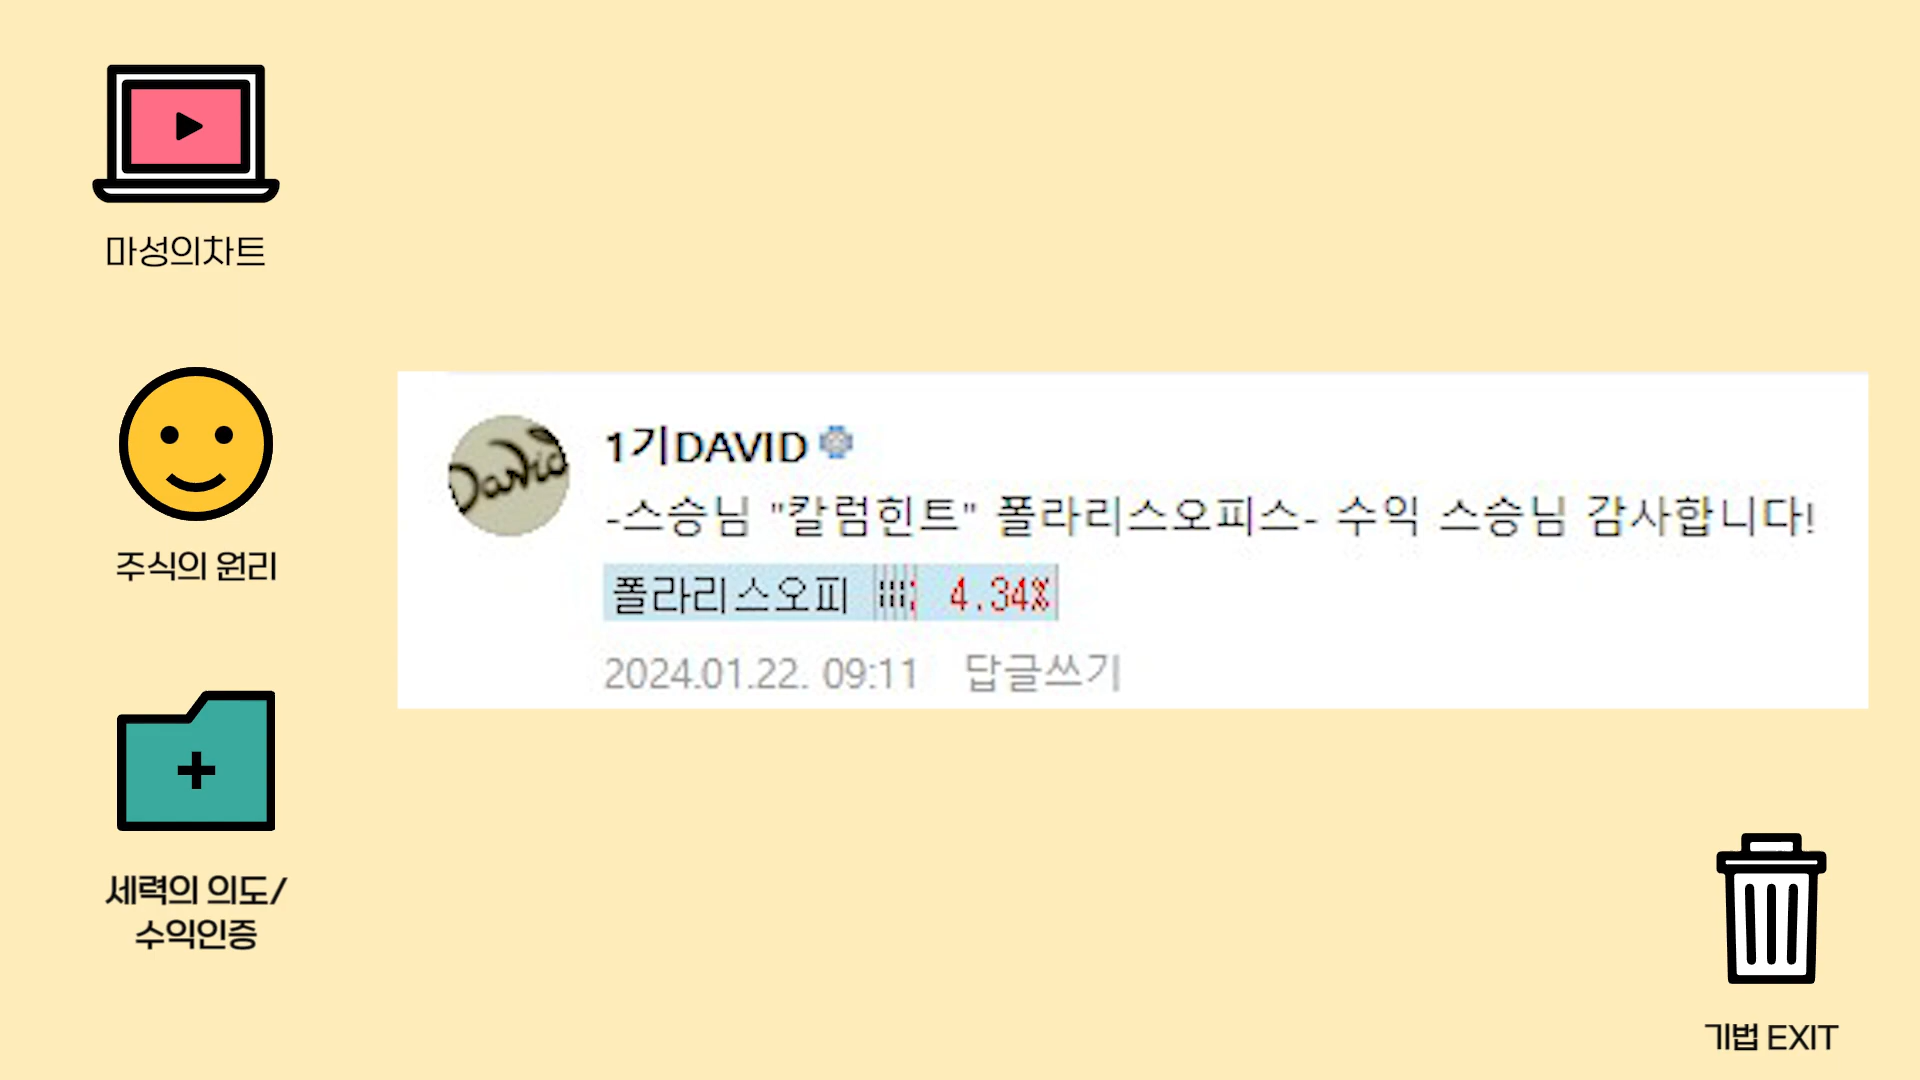 마성의차트
주식의 원리
세력의 의도/
수익인증
David
1기DAVID
-스승님 "칼럼힌트" 폴라리스오피스- 수익 스승님 감사합니다!
폴라리스오피 4.34%
2024.01.22. 09:11 답글쓰기
기법 EXIT